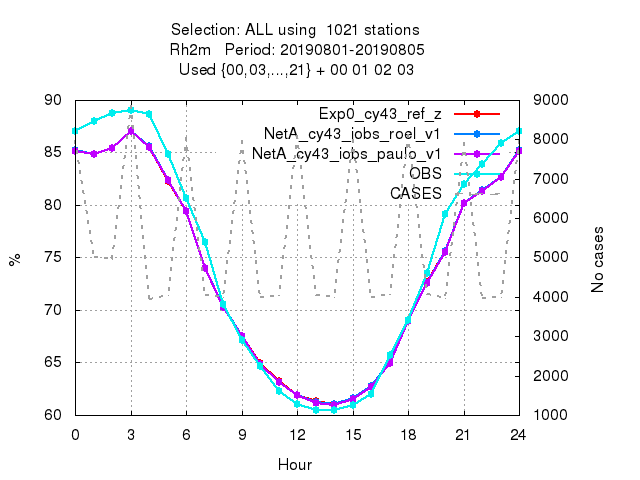 Selection: ALL using 1021 stations
Rh2m Period: 20190801-20190805
Used {00,03,...,21} + 00 01 02 03
90 9000
Exp0_cy43_ref_z
NetA_cy43_iobs_roel_v1
85 8000
NetA_cy43_iobs_paulo_v1
OBS
7000
CASES
80
6000
75 5000
%
No cases
70 4000
65 3000
2000
60 1000
0 3 6 9 12 15 18 21 24
Hour